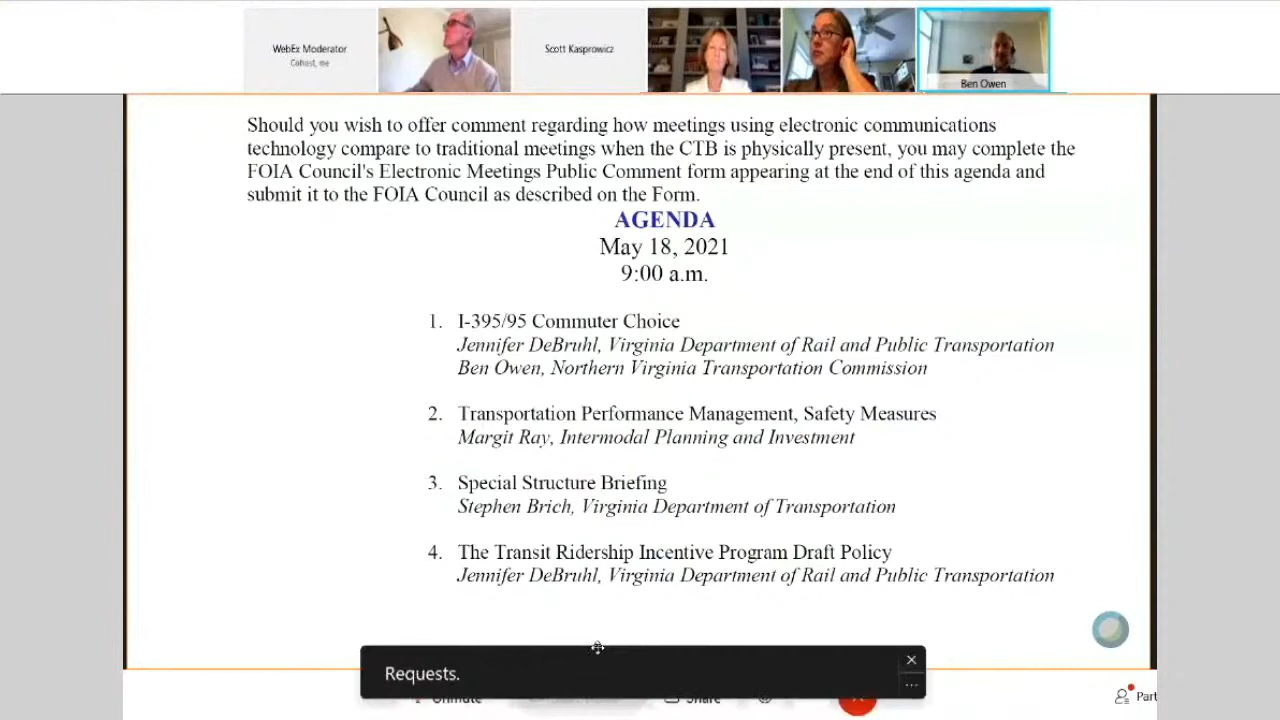 WebEx Moderator
Cohost, me
Scott Kasprowicz
Ben Owen
Should you wish to offer comment regarding how meetings using electronic communications
technology compare to traditional meetings when the CTB is physically present, you may complete the
FOIA Council's Electronic Meetings Public Comment form appearing at the end of this agenda and
submit it to the FOIA Council as described on the Form.
AGENDA
May 18, 2021
9:00 a.m.
1. I-395/95 Commuter Choice
Jennifer DeBruhl, Virginia Department of Rail and Public Transportation
Ben Owen, Northern Virginia Transportation Commission
2. Transportation Performance Management, Safety Measures
Margit Ray, Intermodal Planning and Investment
3. Special Structure Briefing
Stephen Brich, Virginia Department of Transportation
4. The Transit Ridership Incentive Program Draft Policy
Jennifer DeBruhl, Virginia Department of Rail and Public Transportation
Requests.
Unmute
Share
Part